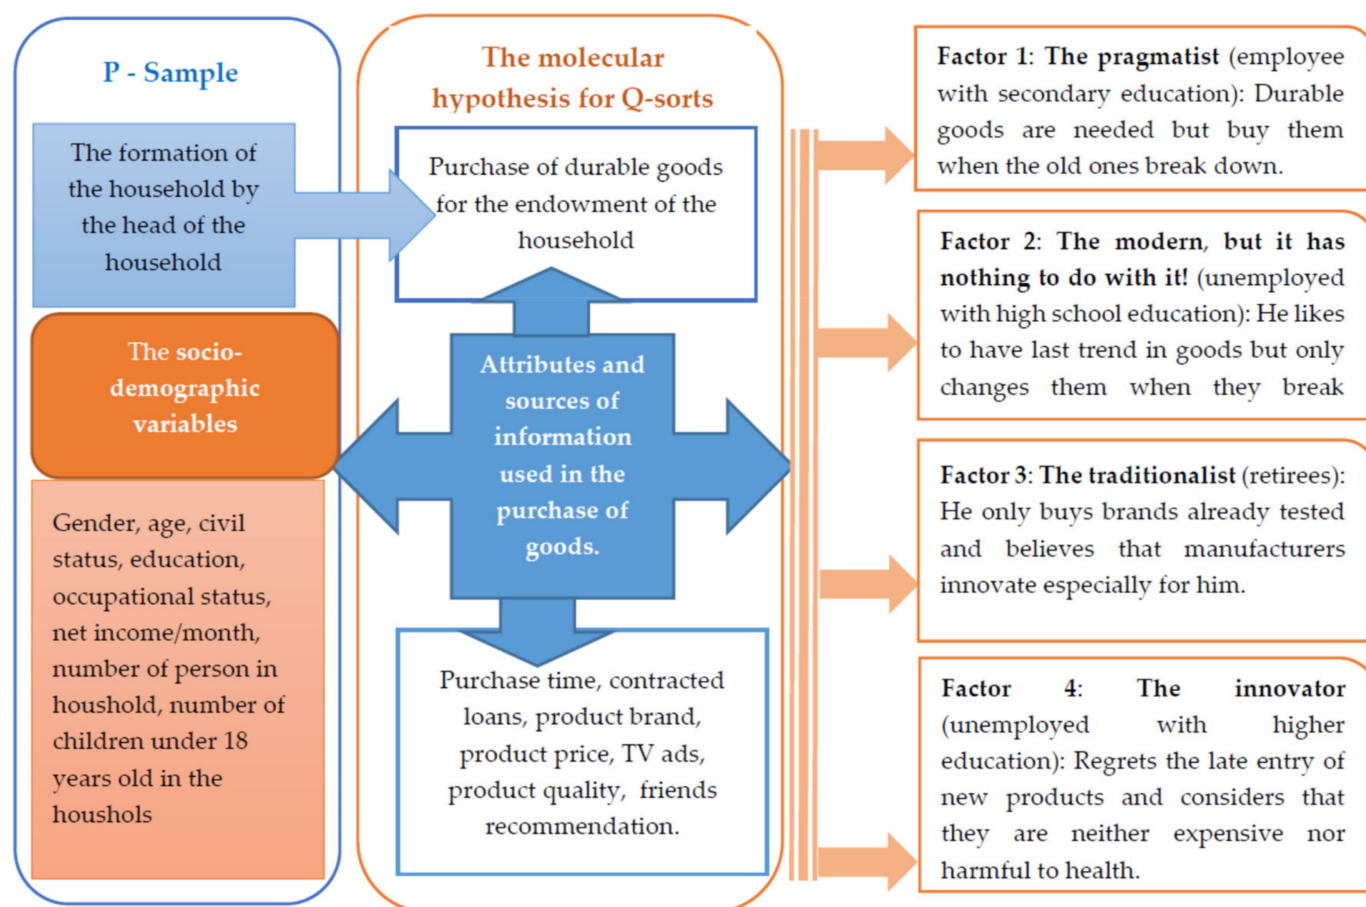 P - Sample
The formation of
the household by
the head of the
household
The socio-
demographic
variables
Gender, age, civil
status, education,
occupational status,
net income/month,
number of person in
houshold, number of
children under 18
years old in the
houshols
The molecular
hypothesis for Q-sorts
Purchase of durable goods
for the endowment of the
household
Attributes and
sources of
information
used in the
purchase of
goods.
Purchase time, contracted
loans, product brand,
product price, TV ads,
product quality, friends
recommendation.
Factor 1: The pragmatist (employee
with secondary education): Durable
goods are needed but buy them
when the old ones break down.
Factor 2: The modern, but it has
nothing to do with it! (unemployed
with high school education): He likes
to have last trend in goods but only
changes them when they break
Factor 3: The traditionalist (retirees):
He only buys brands already tested
and believes that manufacturers
innovate especially for him.
Factor 4: The innovator
(unemployed with higher
education): Regrets the late entry of
new products and considers that
they are neither expensive nor
harmful to health.